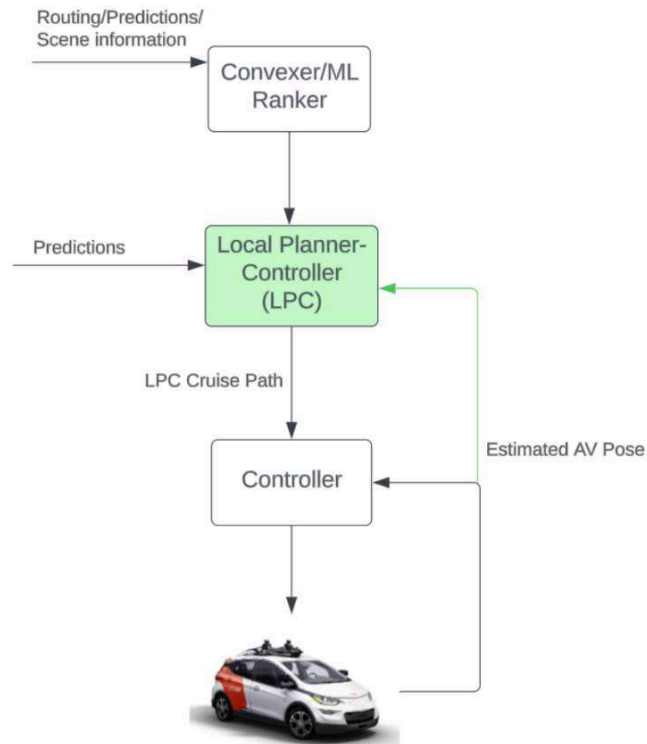 Routing/Predictions/
Scene information
Convexer/ML
Ranker
Predictions
Local Planner-
Controller
(LPC)
LPC Cruise Path
Estimated AV Pose
Controller